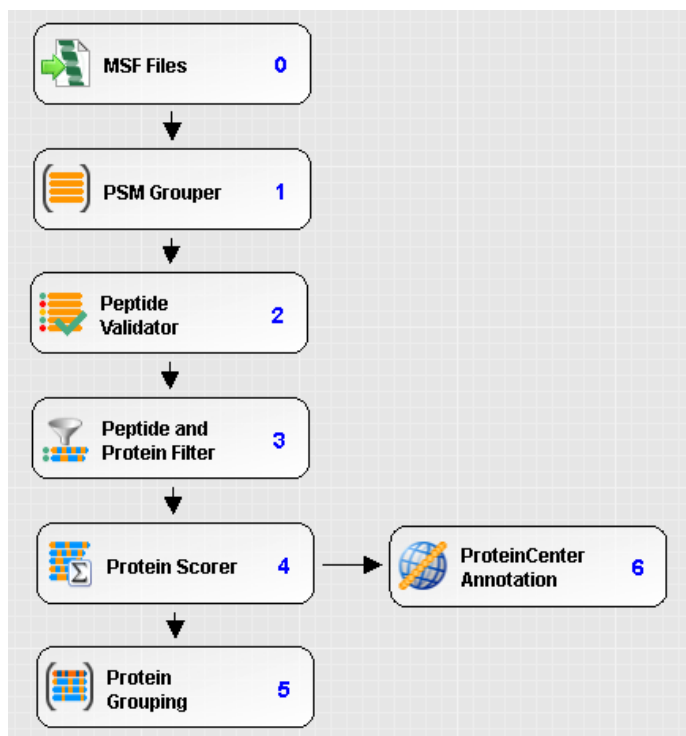 MSF Files 0
PSM Grouper 1
Peptide
Validator 2
Peptide and
Protein Filter 3
Protein Scorer 4
ProteinCenter
Annotation 6
Protein
Grouping 5